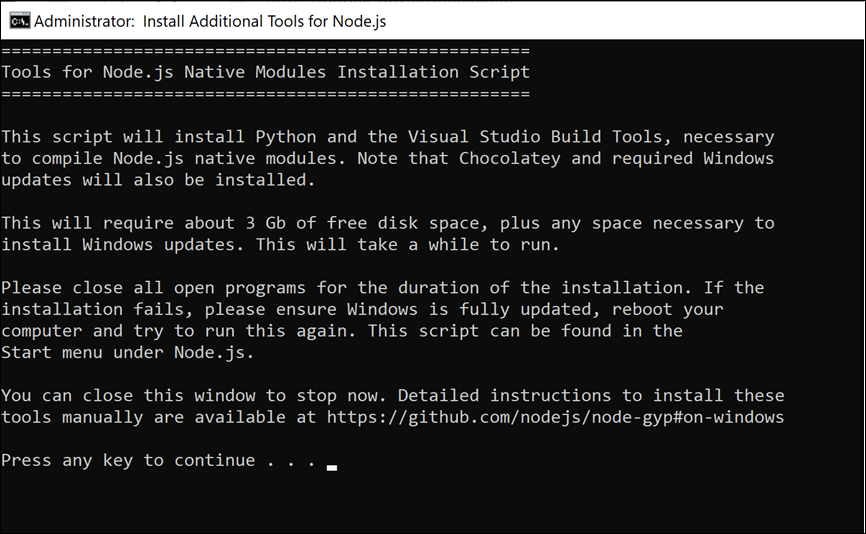 Administrator: Install Additional Tools for Node.js
====================================================
Tools for Node.js Native Modules Installation Script
====================================================
This script will install Python and the Visual Studio Build Tools, necessary
to compile Node.js native modules. Note that Chocolatey and required Windows
updates will also be installed.
This will require about 3 Gb of free disk space, plus any space necessary to
install Windows updates. This will take a while to run.
Please close all open programs for the duration of the installation. If the
installation fails, please ensure Windows is fully updated, reboot your
computer and try to run this again. This script can be found in the
Start menu under Node.js.
You can close this window to stop now. Detailed instructions to install these
tools manually are available at https://github.com/nodejs/node-gyp#on-windows
Press any key to continue . . .